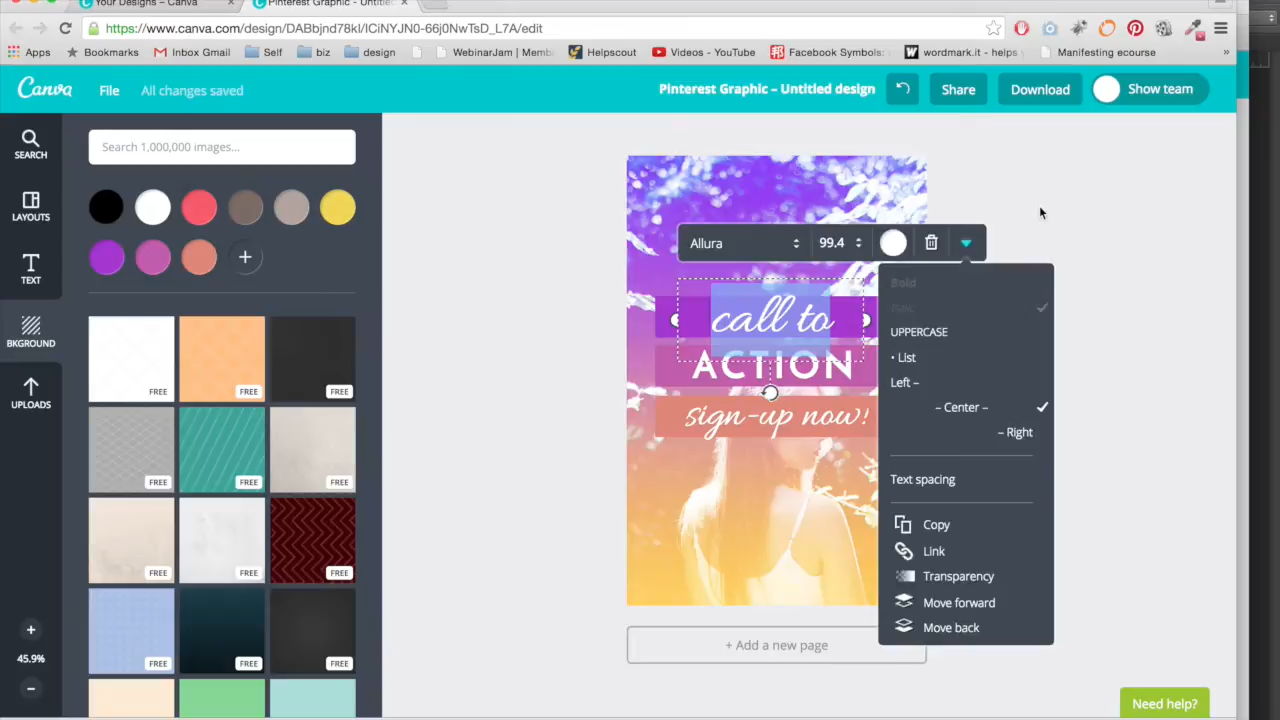 Your Designs – Canva
Pinterest Graphic - Untitle
https://www.canva.com/design/DABbjnd78kI/lCiNYJN0-66j0NwTsD_L7A/edit
Apps Bookmarks Inbox Gmail Self biz design WebinarJam | Memb Helpscout Videos - YouTube Facebook Symbols: wordmark.it - helps Manifesting ecourse »
Canva File All changes saved Pinterest Graphic – Untitled design Share Download Show team
SEARCH
LAYOUTS
TEXT
BKGROUND
UPLOADS
45.9%
Search 1,000,000 images...
FREE FREE FREE
FREE FREE FREE
FREE FREE FREE
FREE FREE FREE
Allura 99.4
call to
ACTION
sign-up now!
Bold
Italic
UPPERCASE
• List
Left –
– Center –
– Right
Text spacing
Copy
Link
Transparency
Move forward
Move back
+ Add a new page
Need help?